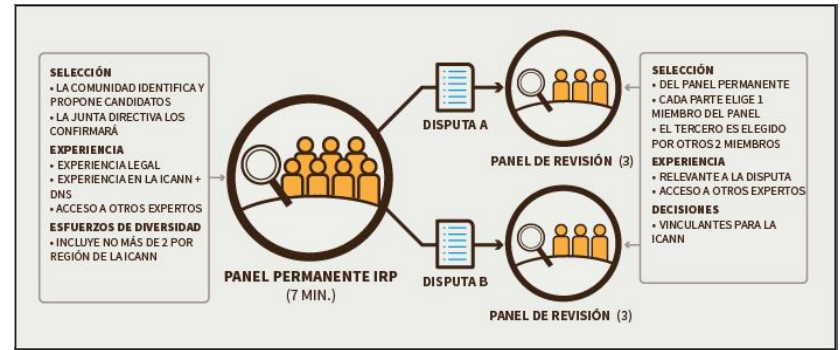 SELECCIÓN
• LA COMUNIDAD IDENTIFICA Y
PROPONE CANDIDATOS
• LA JUNTA DIRECTIVA LOS
CONFIRMARÁ
EXPERIENCIA
• EXPERIENCIA LEGAL
• EXPERIENCIA EN LA ICANN +
DNS
• ACCESO A OTROS EXPERTOS
ESFUERZOS DE DIVERSIDAD
• INCLUYE NO MÁS DE 2 POR
REGIÓN DE LA ICANN
PANEL PERMANENTE IRP
(7 MIN.)
DISPUTA A
DISPUTA B
PANEL DE REVISIÓN (3)
PANEL DE REVISIÓN (3)
SELECCIÓN
• DEL PANEL PERMANENTE
• CADA PARTE ELIGE 1
MIEMBRO DEL PANEL
• EL TERCERO ES ELEGIDO
POR OTROS 2 MIEMBROS
EXPERIENCIA
• RELEVANTE A LA DISPUTA
• ACCESO A OTROS EXPERTOS
DECISIONES
• VINCULANTES PARA LA
ICANN